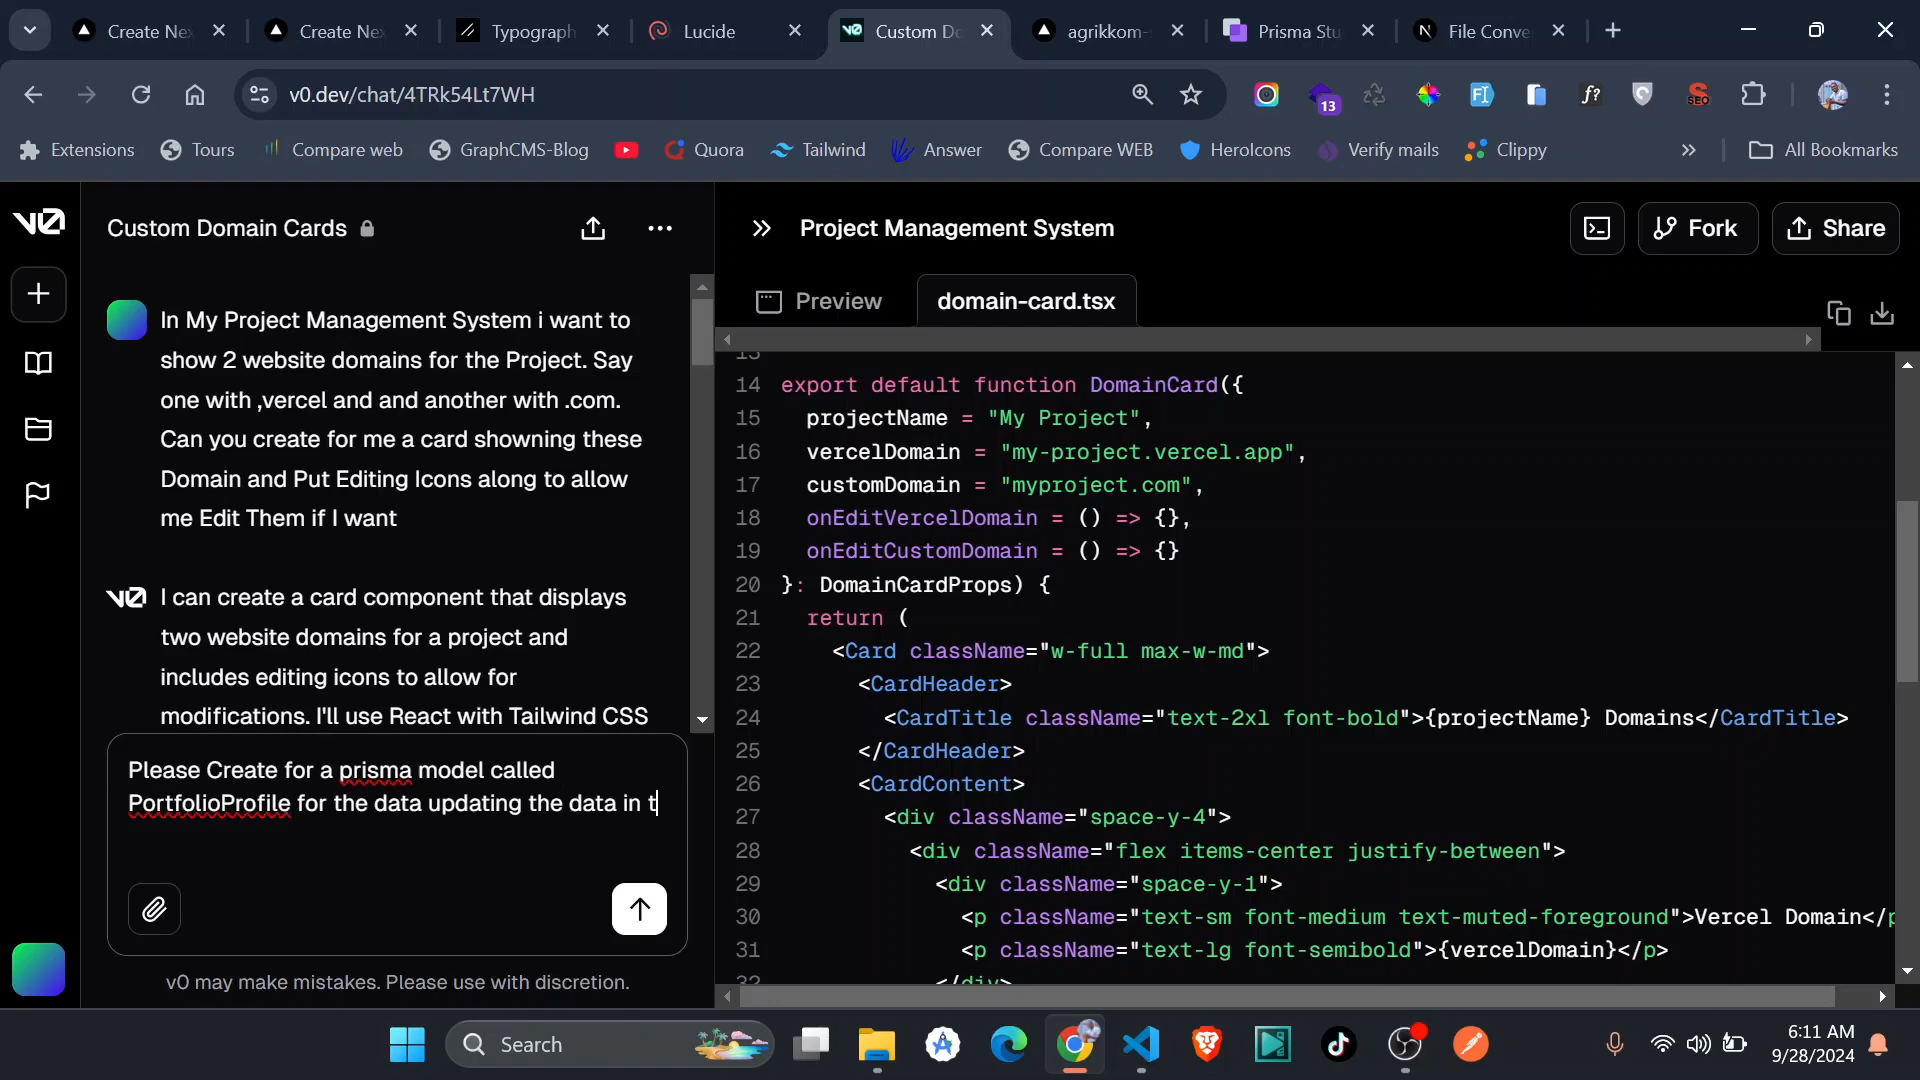 Create Nex
Create Nex
Typograph
Lucide
Custom Do
agrikkom-
Prisma Stu
File Conve
v0.dev/chat/4TRk54Lt7WH
13
SEO
Extensions
Tours
Compare web
GraphCMS-Blog
Quora
Tailwind
Answer
Compare WEB
HeroIcons
Verify mails
Clippy
All Bookmarks
Custom Domain Cards
Project Management System
Fork
Share
Preview
domain-card.tsx
In My Project Management System i want to
show 2 website domains for the Project. Say
one with ,vercel and and another with .com.
Can you create for me a card showning these
Domain and Put Editing Icons along to allow
me Edit Them if I want
I can create a card component that displays
two website domains for a project and
includes editing icons to allow for
modifications. I'll use React with Tailwind CSS
Please Create for a prisma model called
PortfolioProfile for the data updating the data in t
v0 may make mistakes. Please use with discretion.
13
14 export default function DomainCard({
15 projectName = "My Project",
16 vercelDomain = "my-project.vercel.app",
17 customDomain = "myproject.com",
18 onEditVercelDomain = () => {},
19 onEditCustomDomain = () => {}
20 }: DomainCardProps) {
21 return (
22 <Card className="w-full max-w-md">
23 <CardHeader>
24 <CardTitle className="text-2xl font-bold">{projectName} Domains</CardTitle>
25 </CardHeader>
26 <CardContent>
27 <div className="space-y-4">
28 <div className="flex items-center justify-between">
29 <div className="space-y-1">
30 <p className="text-sm font-medium text-muted-foreground">Vercel Domain</p
31 <p className="text-lg font-semibold">{vercelDomain}</p>
32 </div>
Search
6:11 AM
9/28/2024